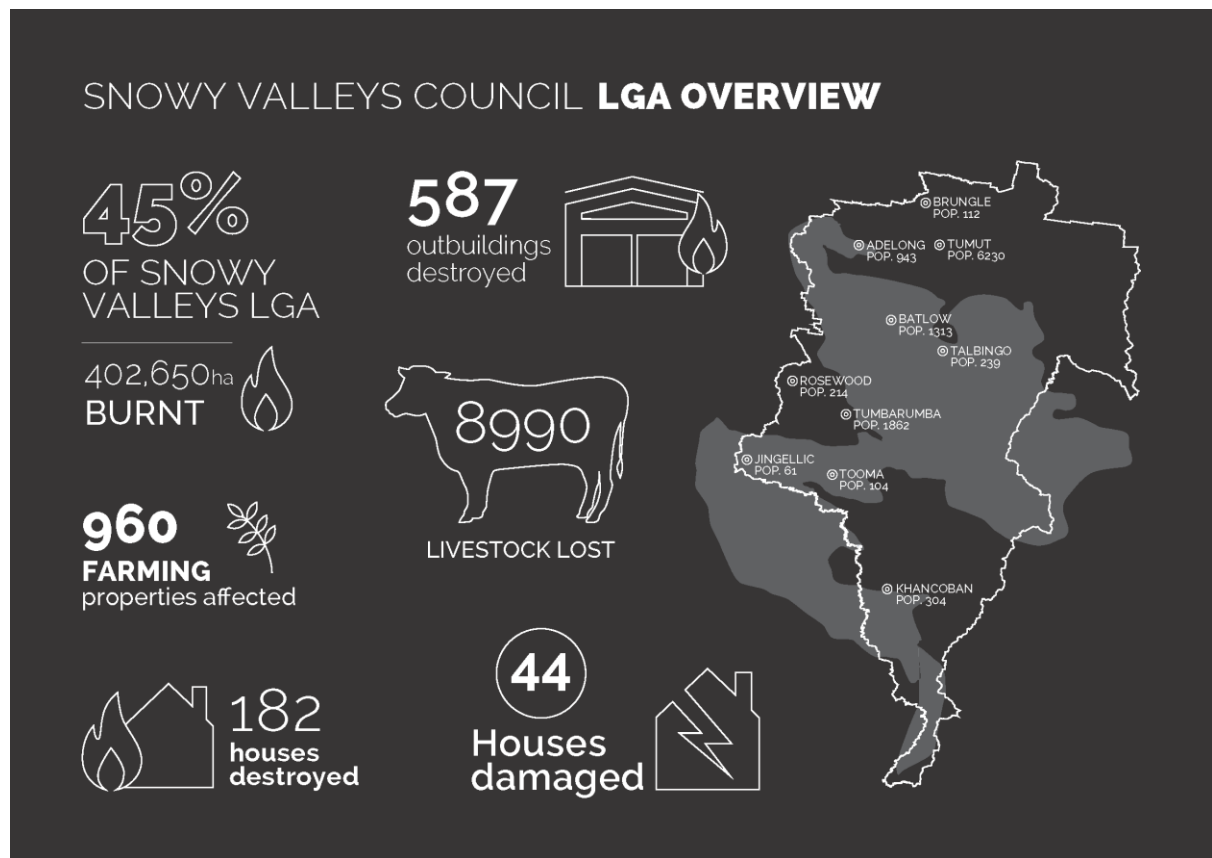 SNOWY VALLEYS COUNCIL LGA OVERVIEW
45%
OF SNOWY
VALLEYS LGA
402,650ha
BURNT
960
FARMING
properties affected
182
houses
destroyed
587
outbuildings
destroyed
8990
LIVESTOCK LOST
44
Houses
damaged
BRUNGLE
POP. 112
ADELONG
POP. 943
TUMUT
POP. 6230
BATLOW
POP. 1313
TALBINGO
POP. 239
ROSEWOOD
POP. 214
TUMBARUMBA
POP. 1862
JINGELLIC
POP. 61
TOOMA
POP. 104
KHANCOBAN
POP. 304